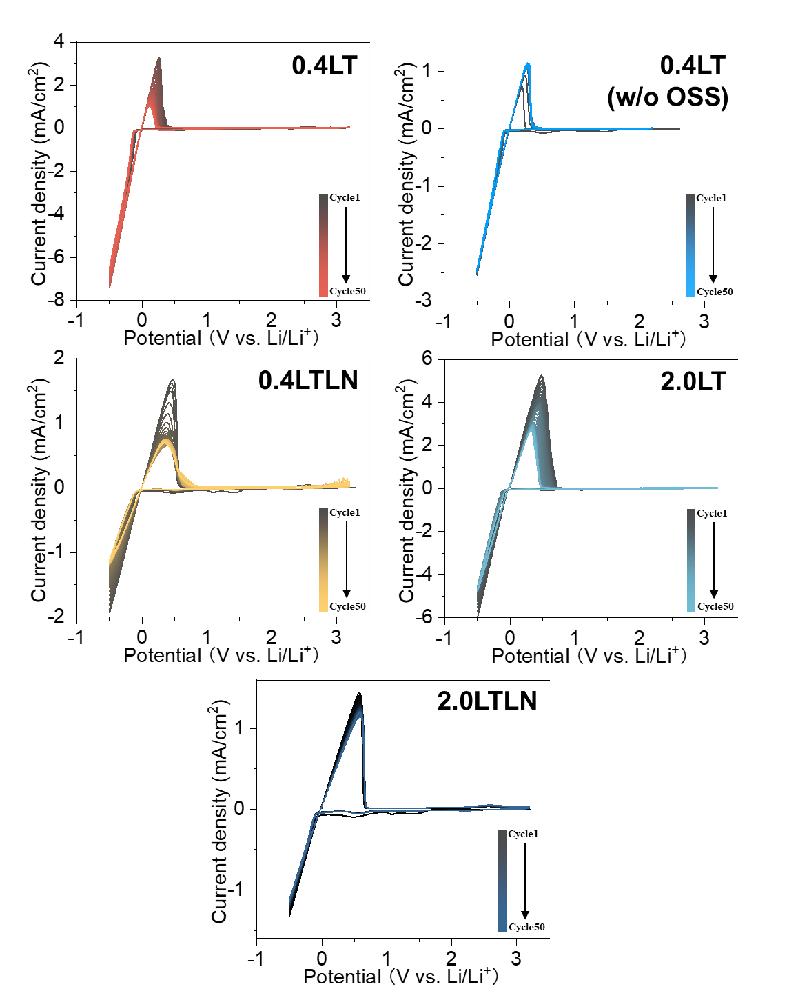 0.4LT
Current density (mA/cm2)
4
2
0
-2
-4
-6
-8
-1
0
1
2
3
Potential (V vs. Li/Li+)
Cycle1
Cycle50
0.4LT
(w/o OSS)
Current density (mA/cm2)
1
0
-1
-2
-3
-1
0
1
2
3
Potential (V vs. Li/Li+)
Cycle1
Cycle50
0.4LTLN
Current density (mA/cm2)
2
1
0
-1
-2
-1
0
1
2
3
Potential (V vs. Li/Li+)
Cycle1
Cycle50
2.0LT
Current density (mA/cm2)
6
4
2
0
-2
-4
-6
-1
0
1
2
3
Potential (V vs. Li/Li+)
Cycle1
Cycle50
2.0LTLN
Current density (mA/cm2)
1
0
-1
-1
0
1
2
3
Potential (V vs. Li/Li+)
Cycle1
Cycle50